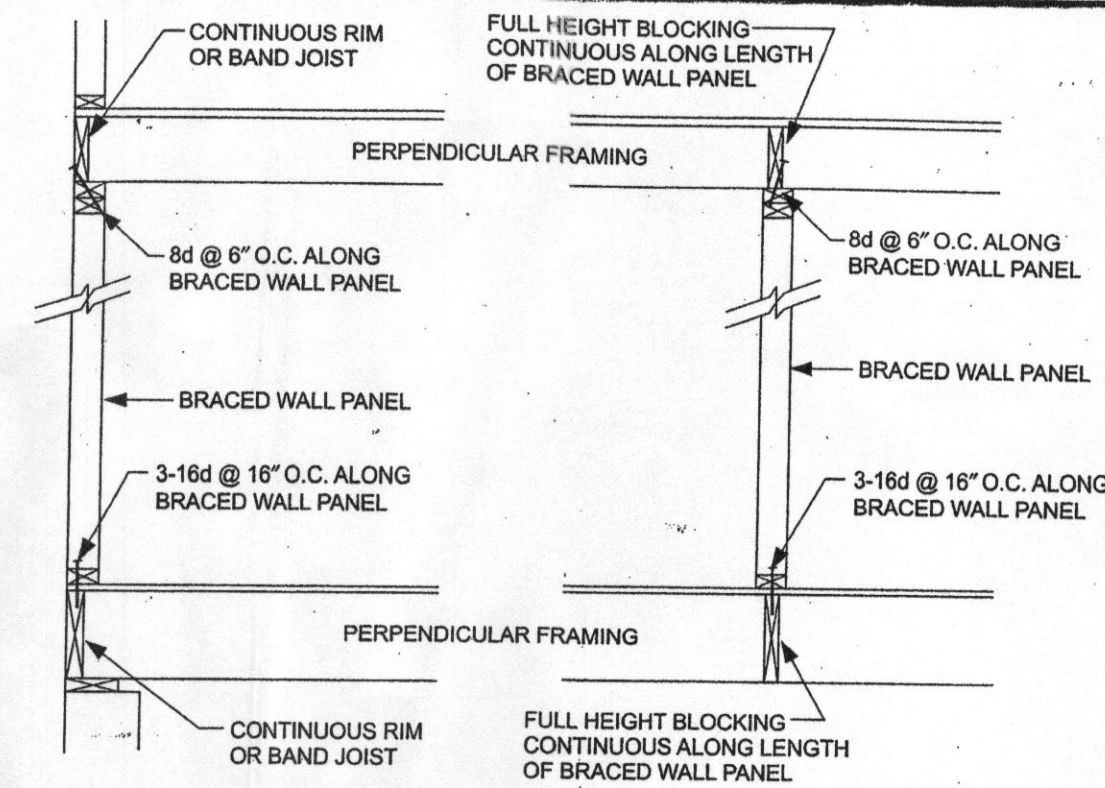 CONTINUOUS RIM
OR BAND JOIST
FULL HEIGHT BLOCKING
CONTINUOUS ALONG LENGTH
OF BRACED WALL PANEL
PERPENDICULAR FRAMING
8d @ 6" O.C. ALONG
BRACED WALL PANEL
8d @ 6" O.C. ALONG
BRACED WALL PANEL
BRACED WALL PANEL
BRACED WALL PANEL
3-16d @ 16" O.C. ALONG
BRACED WALL PANEL
3-16d @ 16" O.C. ALONG
BRACED WALL PANEL
PERPENDICULAR FRAMING
CONTINUOUS RIM
OR BAND JOIST
FULL HEIGHT BLOCKING
CONTINUOUS ALONG LENGTH
OF BRACED WALL PANEL